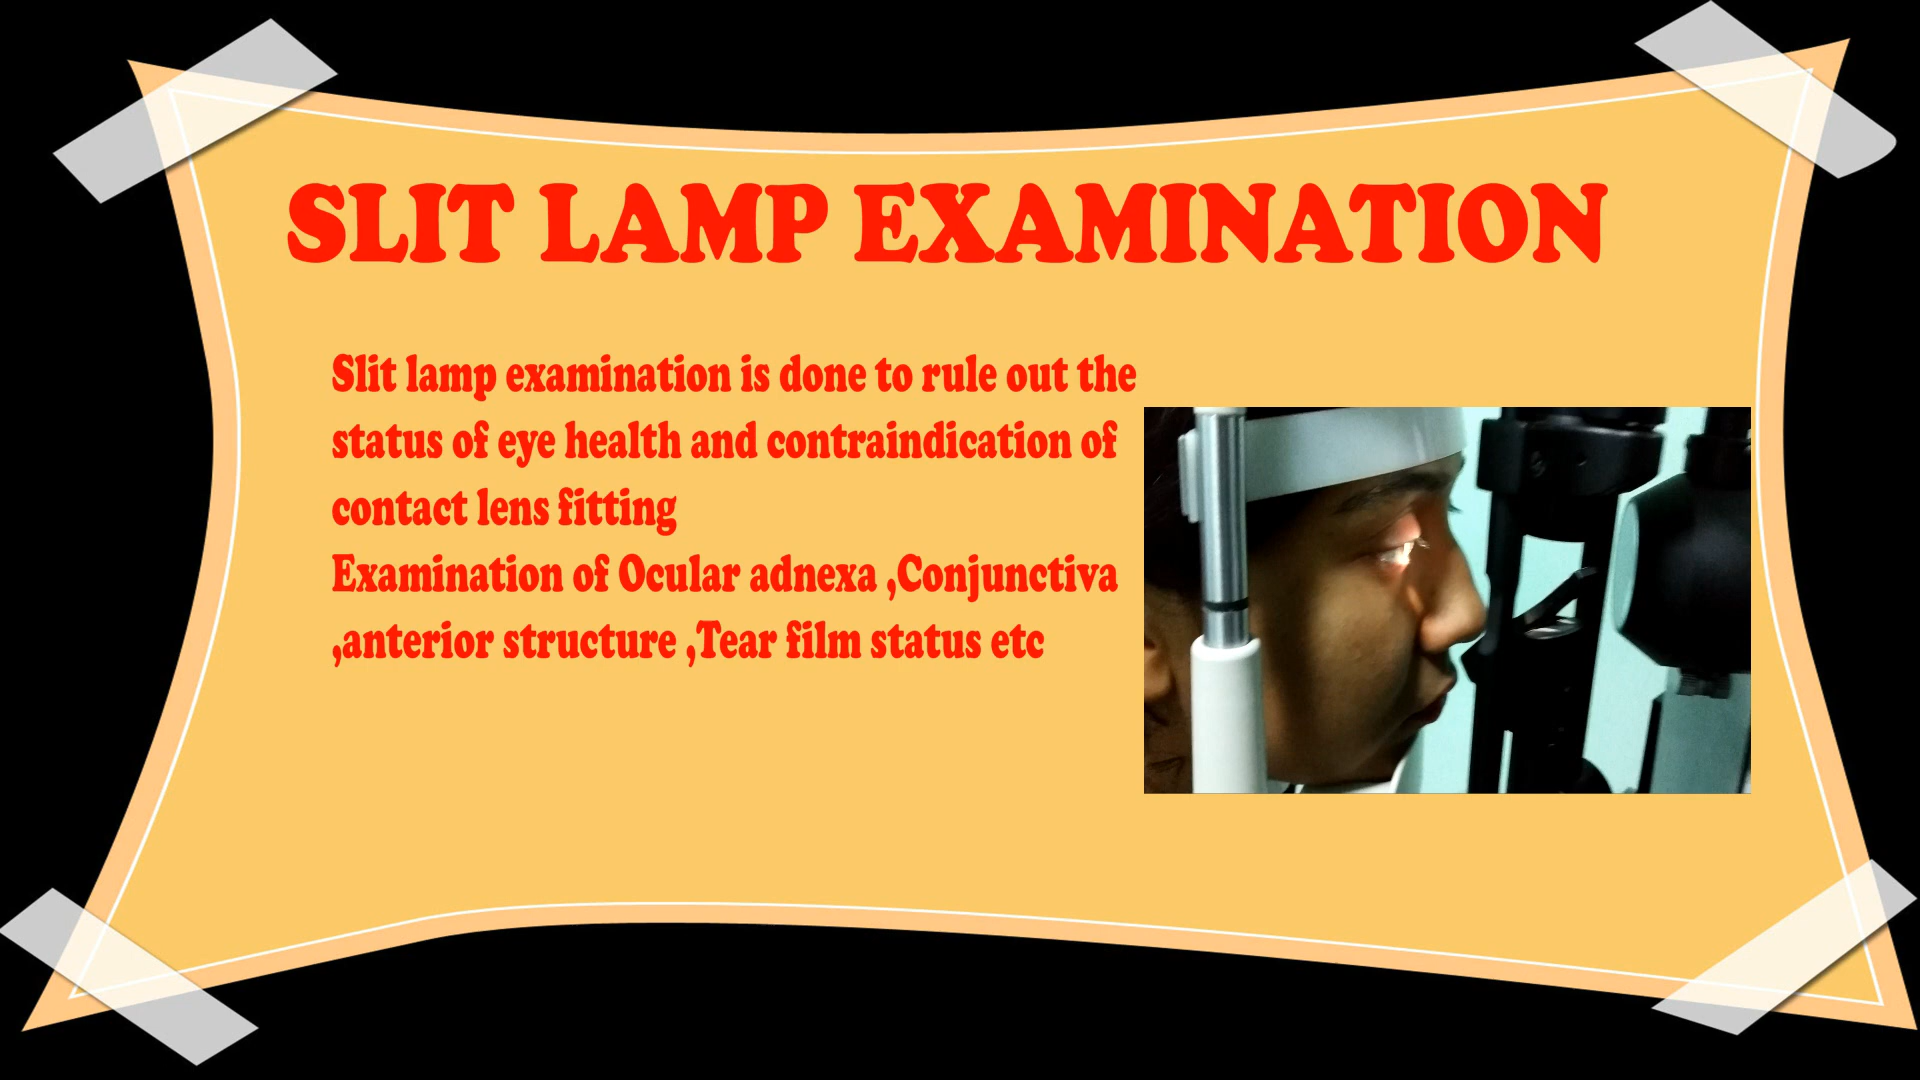 SLIT LAMP EXAMINATION
Slit lamp examination is done to rule out the
status of eye health and contraindication of
contact lens fitting
Examination of Ocular adnexa ,Conjunctiva
,anterior structure ,Tear film status etc